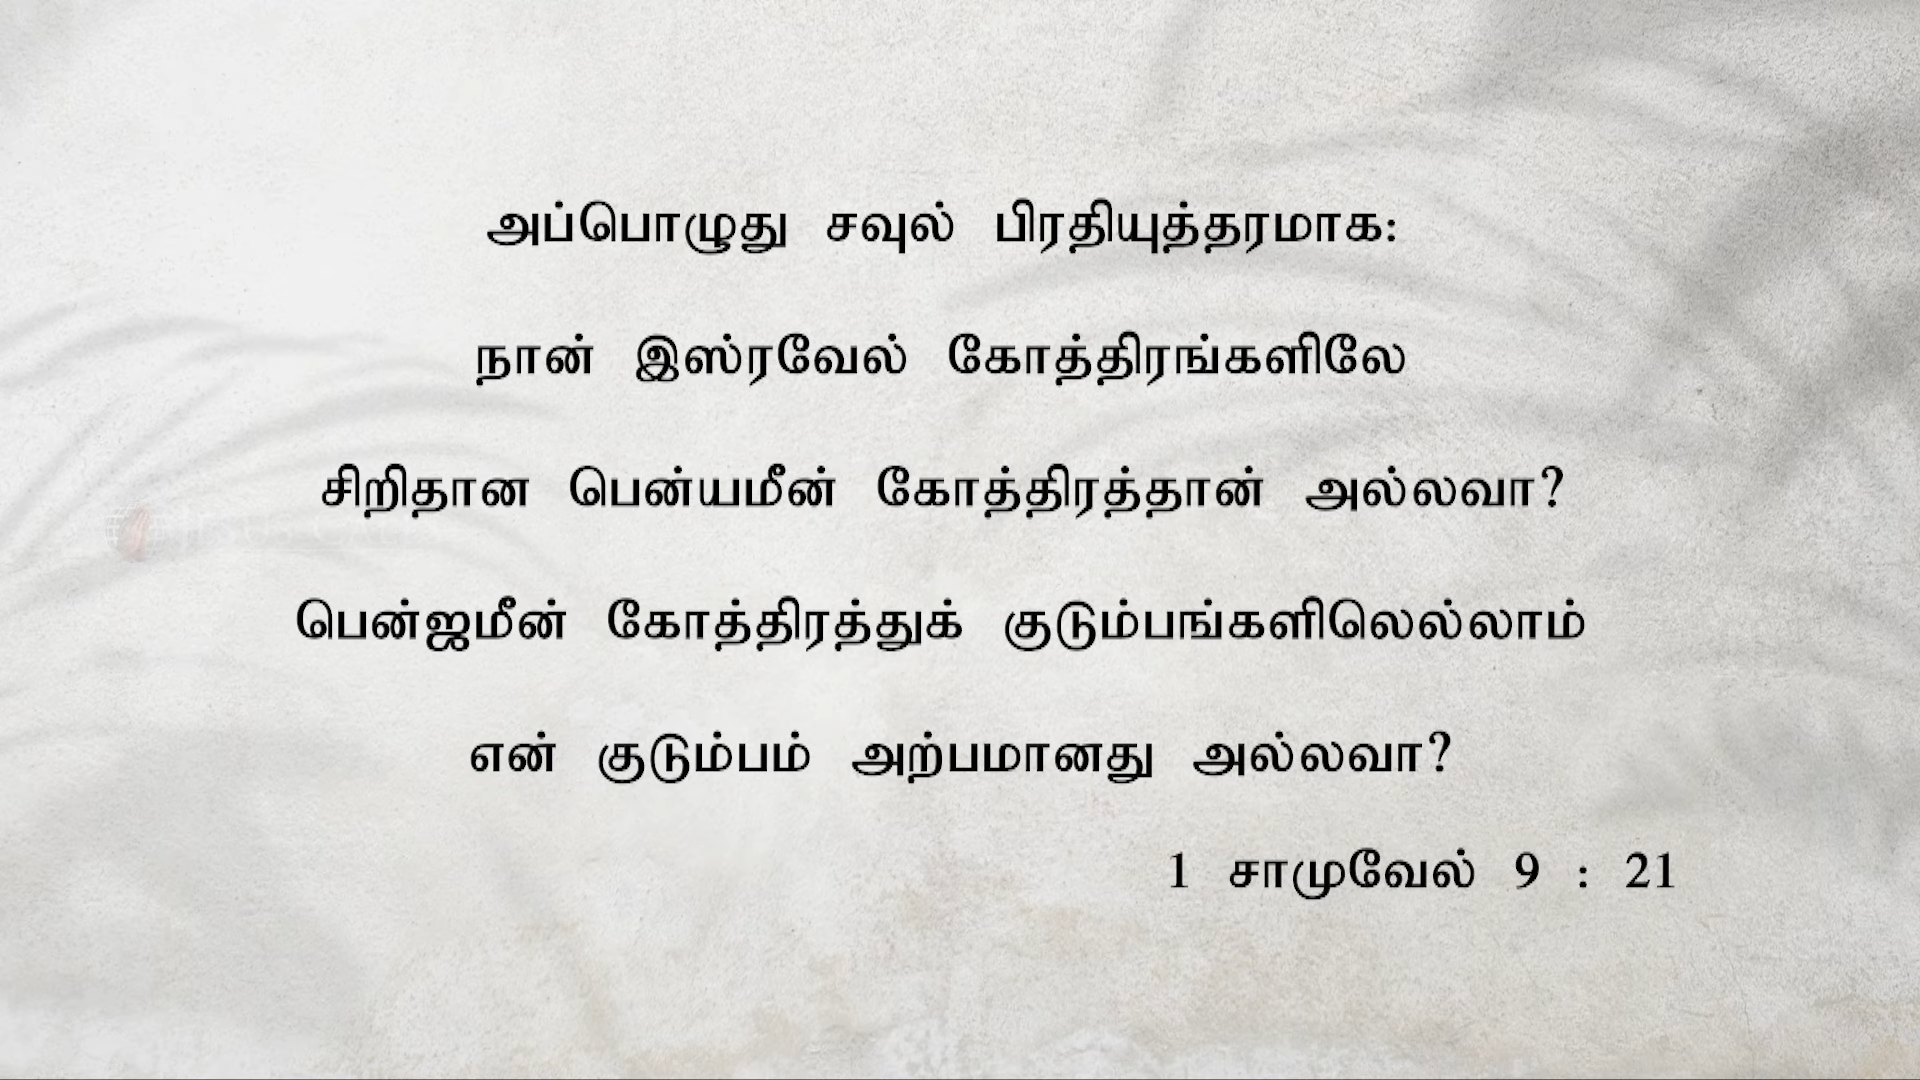 அப்பொழுது சவுல் பிரதியுத்தரமாக:
நான் இஸ்ரவேல் கோத்திரங்களிலே
சிறிதான பென்யமீன் கோத்திரத்தான் அல்லவா?
பென்ஜமீன் கோத்திரத்துக் குடும்பங்களிலெல்லாம்
என் குடும்பம் அற்பமானது அல்லவா?
1 சாமுவேல் 9 : 21